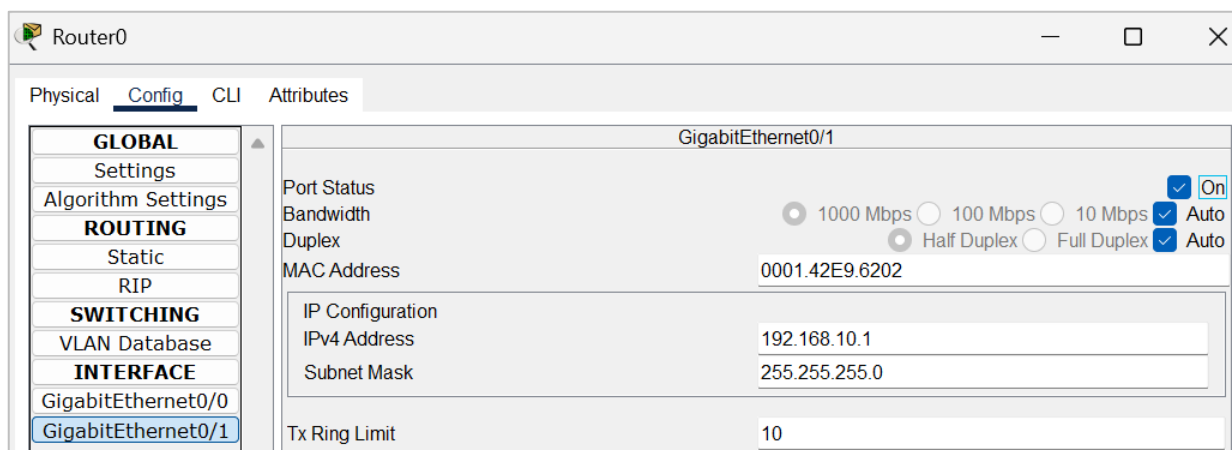 Router0
Physical Config CLI Attributes
GLOBAL
Settings
Algorithm Settings
ROUTING
Static
RIP
SWITCHING
VLAN Database
INTERFACE
GigabitEthernet0/0
GigabitEthernet0/1
GigabitEthernet0/1
Port Status On
Bandwidth 1000 Mbps 100 Mbps 10 Mbps Auto
Duplex Half Duplex Full Duplex Auto
MAC Address 0001.42E9.6202
IP Configuration
IPv4 Address 192.168.10.1
Subnet Mask 255.255.255.0
Tx Ring Limit 10